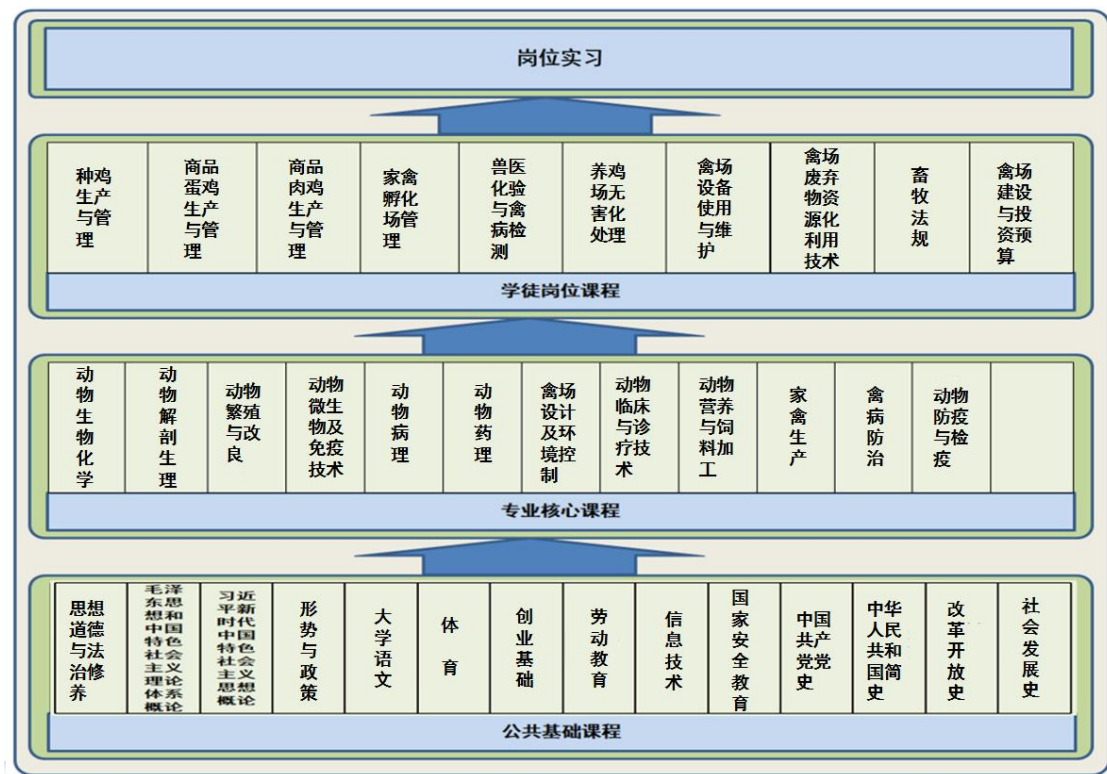 岗位实习
种鸡
生产
与管
理
商品
蛋鸡
生产
与管
理
商品
肉鸡
生产
与管
理
家禽
孵化
场管
理
兽医
化验
与禽
病检
测
养鸡
场无
害化
处理
禽场
设备
使用
与维
护
禽场
废弃
物资
源化
利用
技术
畜
牧
法
规
禽场
建设
与投
资预
算
学徒岗位课程
动
物
生
物
化
学
动
物
解
剖
生
理
动物
繁殖
与改
良
动物
微生
物及
免疫
技术
动
物
病
理
动
物
药
理
禽场
设计
及环
境控
制
动物
临床
与诊
疗技
术
动物
营养
与饲
料加
工
家
禽
生
产
禽
病
防
治
动物
防疫
与检
疫
专业核心课程
思想
道德
与法
治修
养
毛泽
东思
想和
中国
特色
社会
主义
理论
体系
概论
习近
平新
时代
中国
特色
社会
主义
思想
概论
形
势
与
政
策
大
学
语
文
体
育
创
业
基
础
劳
动
教
育
信
息
技
术
国
家
安
全
教
育
中国
共产
党党
史
中华
人民
共和
国简
史
改
革
开
放
史
社
会
发
展
史
公共基础课程